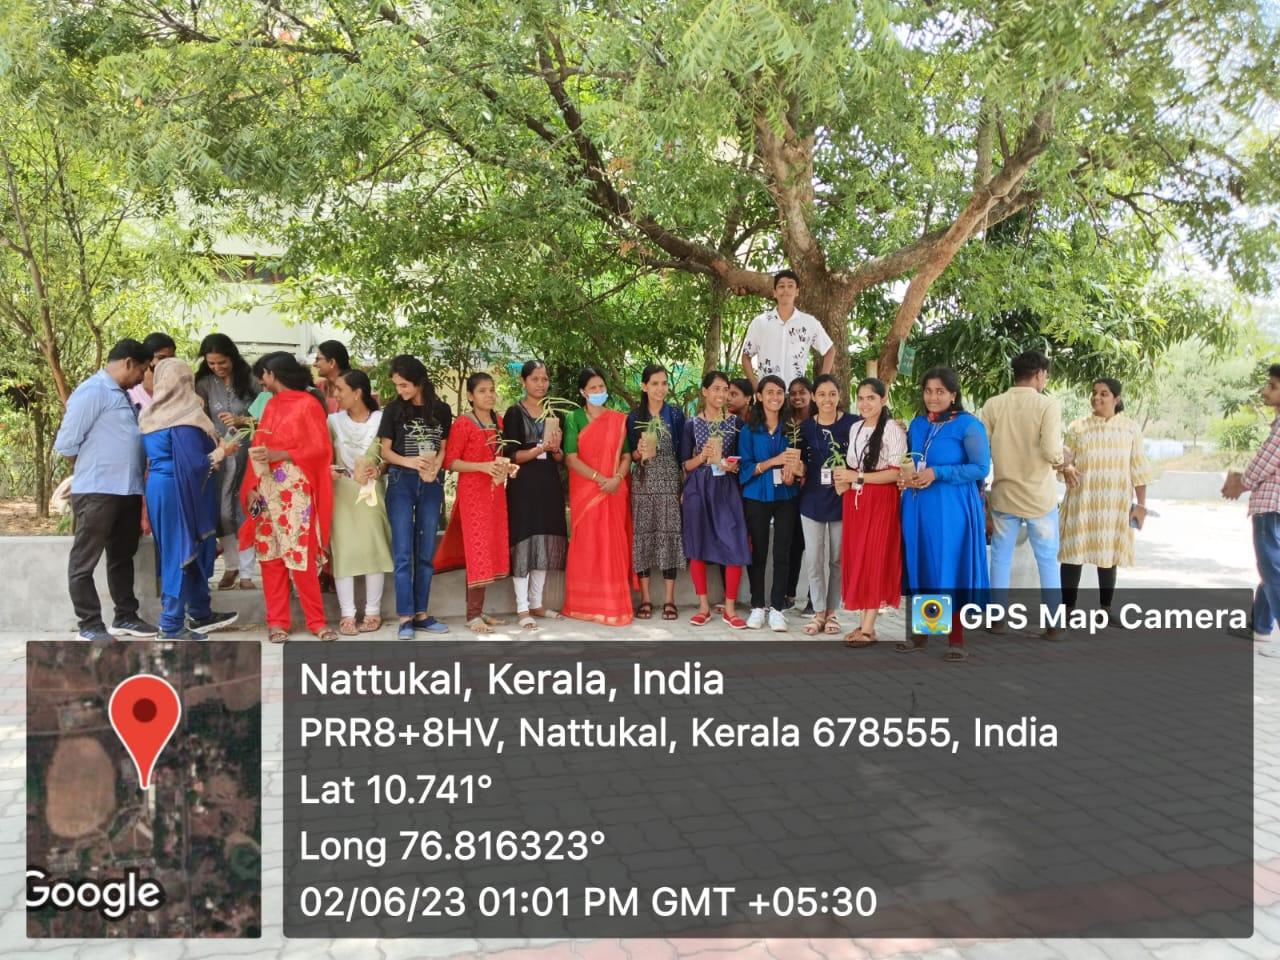 GPS Map Camera
Nattukal, Kerala, India
PRR8+8HV, Nattukal, Kerala 678555, India
Lat 10.741°
Long 76.816323°
02/06/23 01:01 PM GMT +05:30
Google